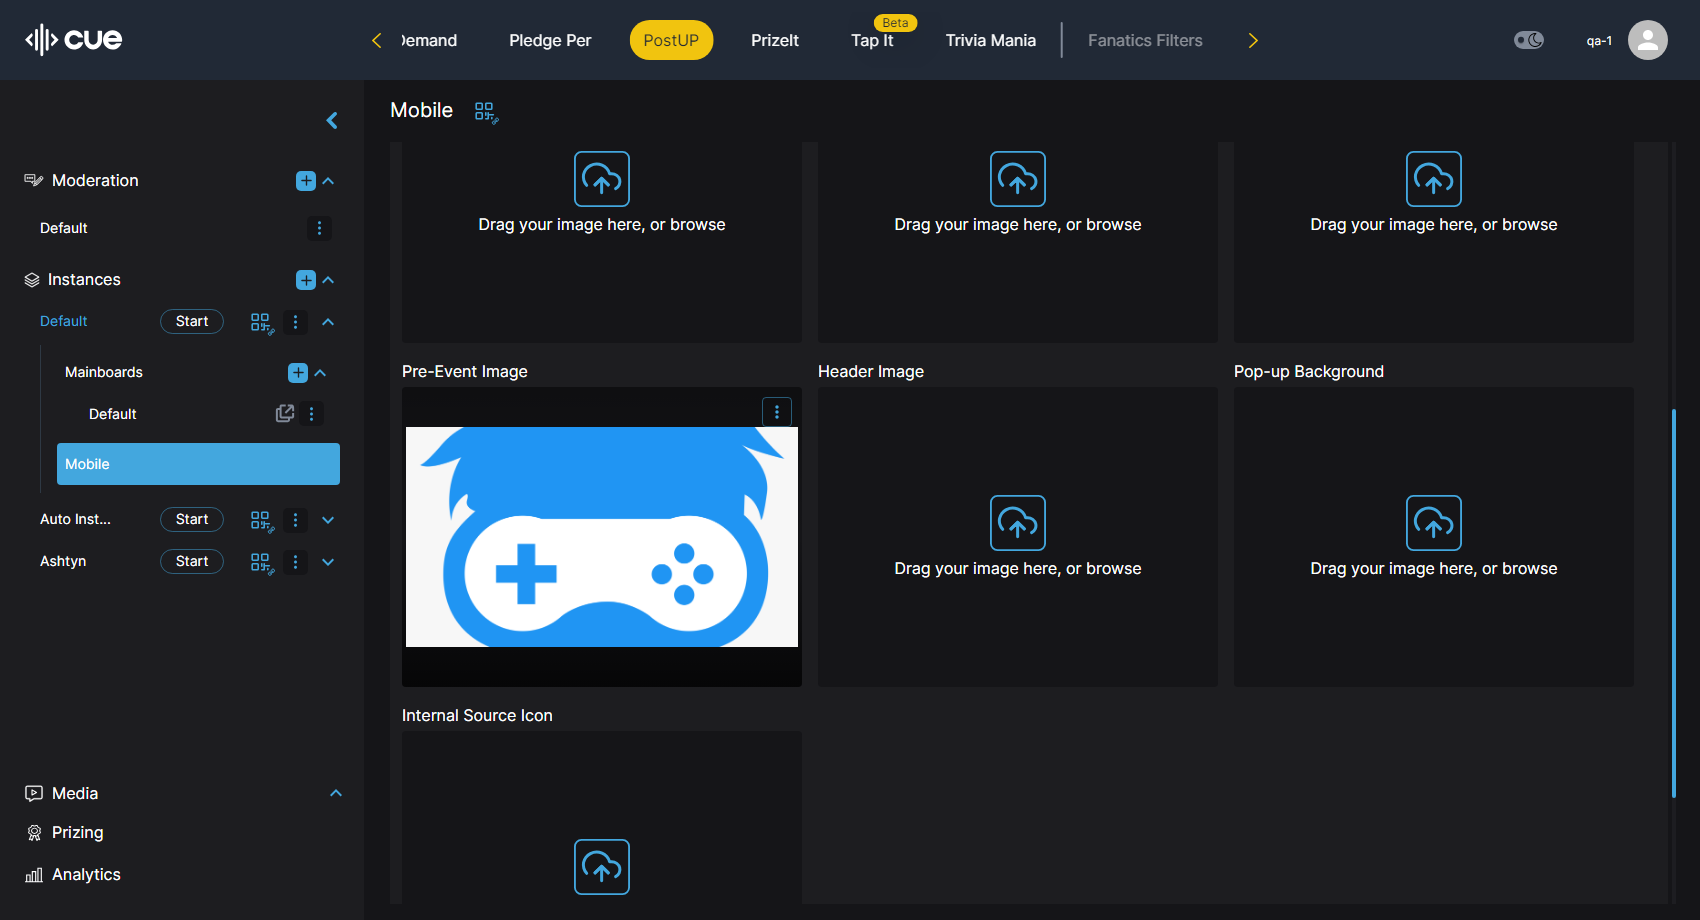 cue
Demand
Pledge Per
PostUP
PrizeIt
Beta
Tap It
Trivia Mania
Fanatics Filters
qa-1
Mobile
Moderation
Default
Instances
Default
Start
Mainboards
Default
Mobile
Auto Inst...
Start
Ashtyn
Start
Media
Prizing
Analytics
Drag your image here, or browse
Drag your image here, or browse
Drag your image here, or browse
Pre-Event Image
Header Image
Pop-up Background
Drag your image here, or browse
Drag your image here, or browse
Internal Source Icon